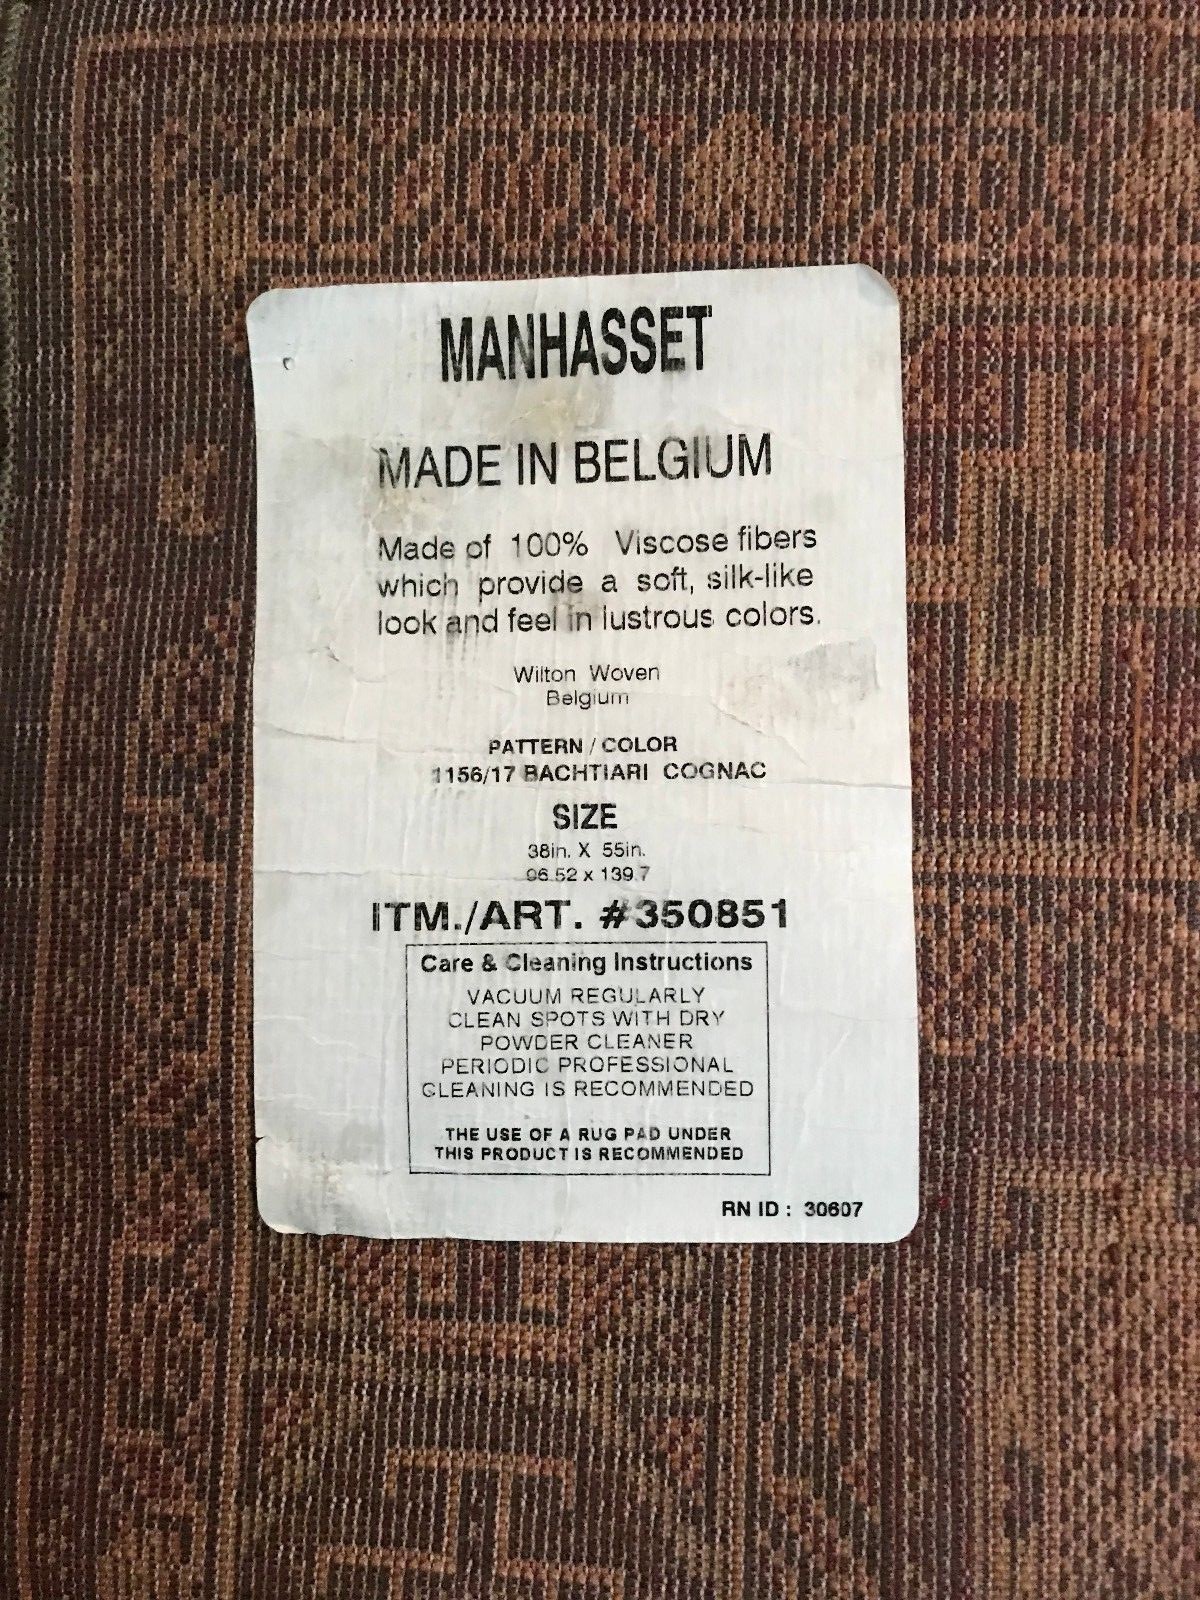 MANHASSET
MADE IN BELGIUM
Made of 100% Viscose fibers
which provide a soft, silk-like
look and feel in lustrous colors.
Wilton Woven
Belgium
PATTERN / COLOR
1156/17 BACHTIARI COGNAC
SIZE
38in. X 55in.
96.52 x 139.7
ITM./ART. #350851
Care & Cleaning Instructions
VACUUM REGULARLY
CLEAN SPOTS WITH DRY
POWDER CLEANER
PERIODIC PROFESSIONAL
CLEANING IS RECOMMENDED
THE USE OF A RUG PAD UNDER
THIS PRODUCT IS RECOMMENDED
RN ID : 30607